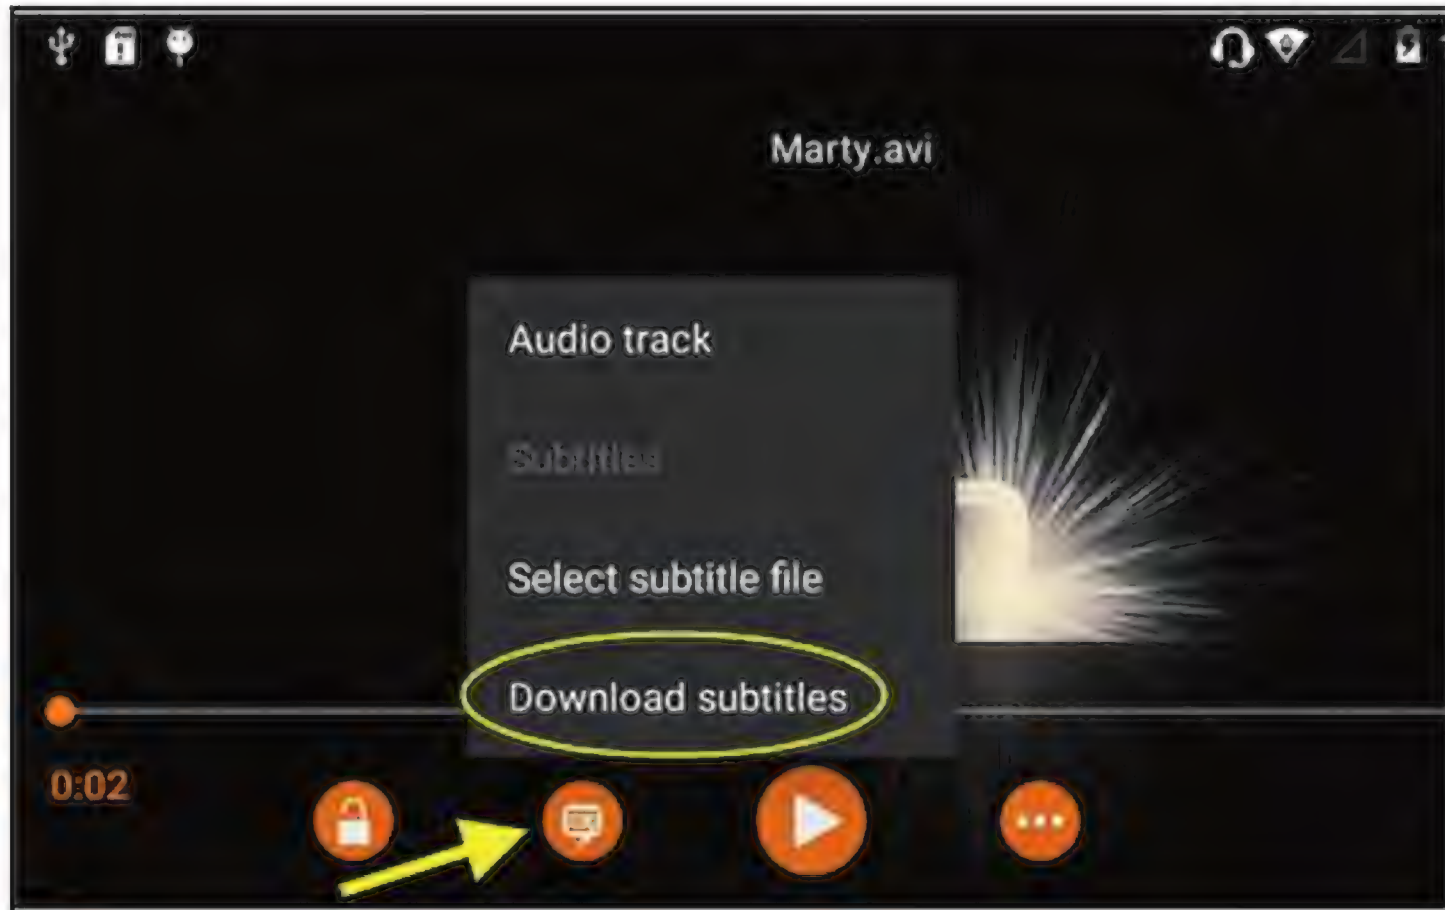 Marty.avi
Audio track
Subtitles
Select subtitle file
Download subtitles
0:02